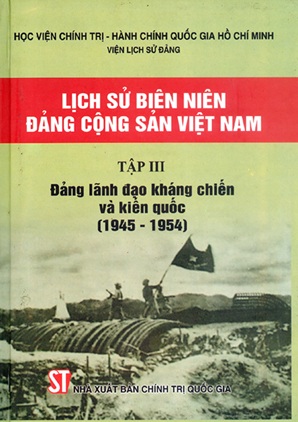 HỌC VIỆN CHÍNH TRỊ - HÀNH CHÍNH QUỐC GIA HỒ CHÍ MINH
VIỆN LỊCH SỬ ĐẢNG
LỊCH SỬ BIÊN NIÊN
ĐẢNG CỘNG SẢN VIỆT NAM
TẬP III
Đảng lãnh đạo kháng chiến
và kiến quốc
(1945 - 1954)
ST NHÀ XUẤT BẢN CHÍNH TRỊ QUỐC GIA